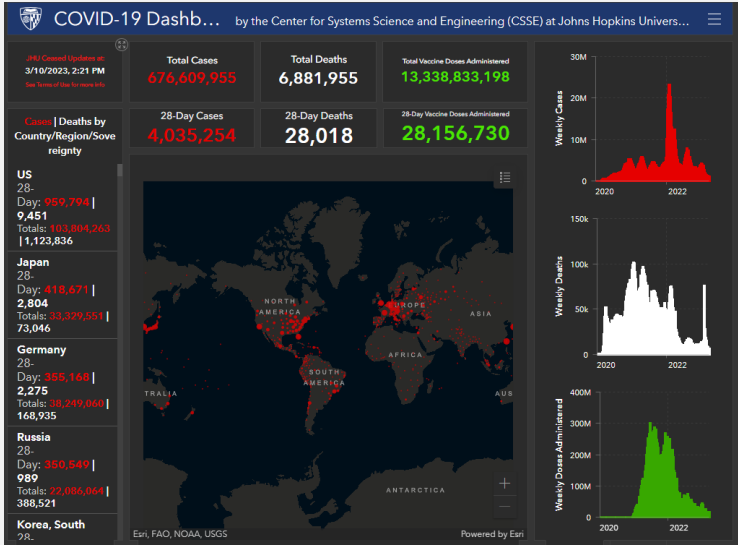 COVID-19 Dashb...
by the Center for Systems Science and Engineering (CSSE) at Johns Hopkins Univers...
JHU Ceased Updates at:
3/10/2023, 2:21 PM
See Terms of Use for more info
Total Cases
676,609,955
Total Deaths
6,881,955
Total Vaccine Doses Administered
13,338,833,198
28-Day Cases
4,035,254
28-Day Deaths
28,018
28-Day Vaccine Doses Administered
28,156,730
Cases | Deaths by
Country/Region/Sove
reignty
US
28-
Day: 959,794 |
9,451
Totals: 103,804,263
| 1,123,836
Japan
28-
Day: 418,671 |
2,804
Totals: 33,329,551 |
73,046
Germany
28-
Day: 355,168 |
2,275
Totals: 38,249,060 |
168,935
Russia
28-
Day: 350,549 |
989
Totals: 22,086,064 |
388,521
Korea, South
28-
NORTH
AMERICA
EUROPE
ASIA
AFRICA
SOUTH
AMERICA
TRALIA
AUS
ANTARCTICA
+
−
Esri, FAO, NOAA, USGS
Powered by Esri
Weekly Cases
30M
20M
10M
0
2020
2022
Weekly Deaths
150k
100k
50k
0
2020
2022
Weekly Doses Administered
400M
300M
200M
100M
0
2020
2022